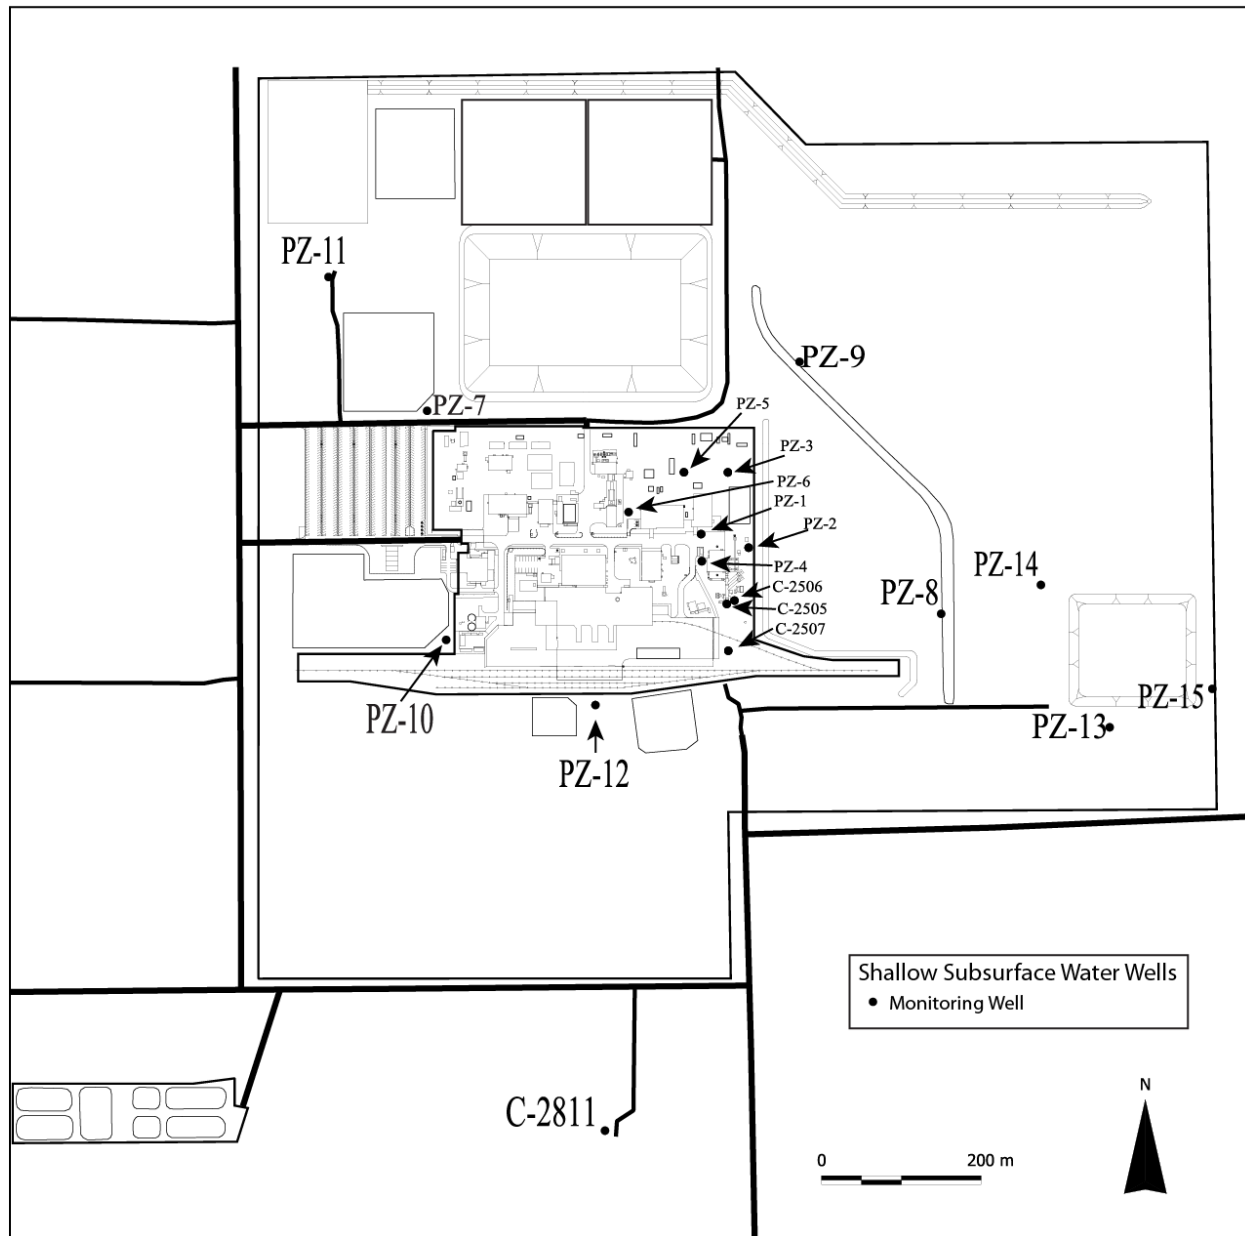 PZ-11
PZ-9
PZ-7
PZ-5
PZ-3
PZ-6
PZ-1
PZ-2
PZ-4
PZ-14
C-2506
PZ-8
C-2505
C-2507
PZ-15
PZ-10
PZ-13
PZ-12
Shallow Subsurface Water Wells
Monitoring Well
N
C-2811
0 200 m